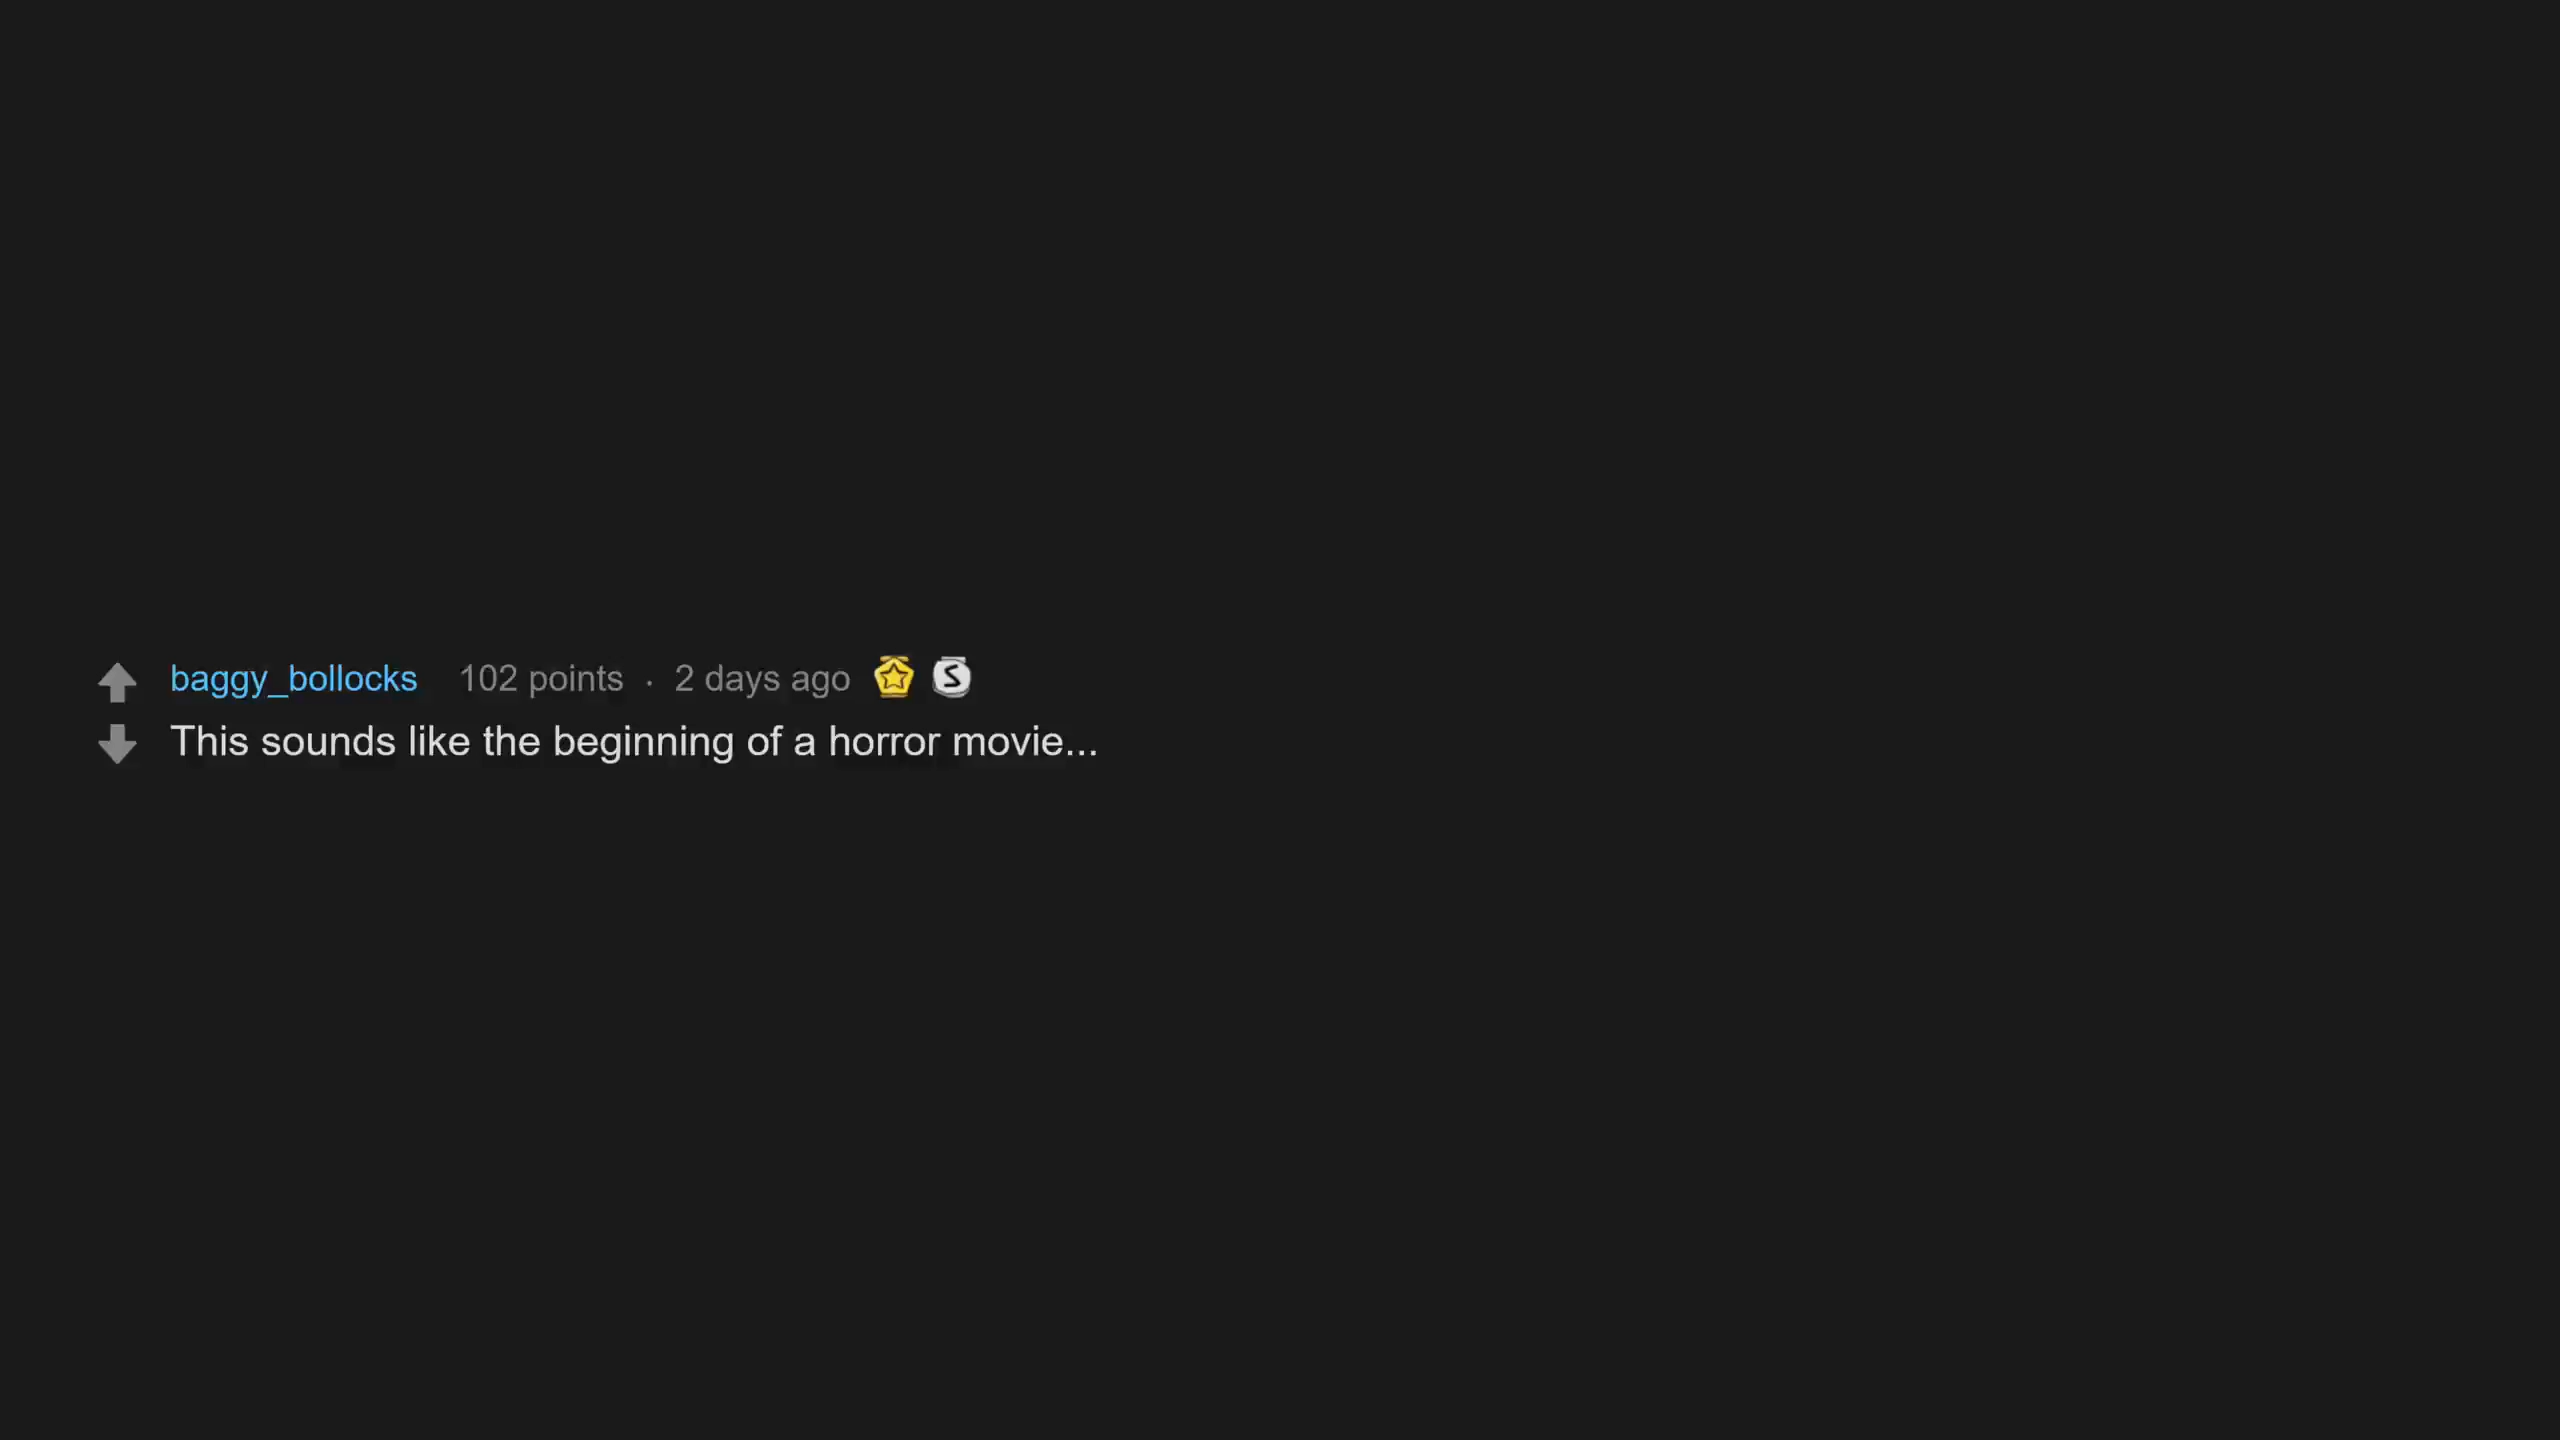 baggy_bollocks 102 points · 2 days ago
This sounds like the beginning of a horror movie...